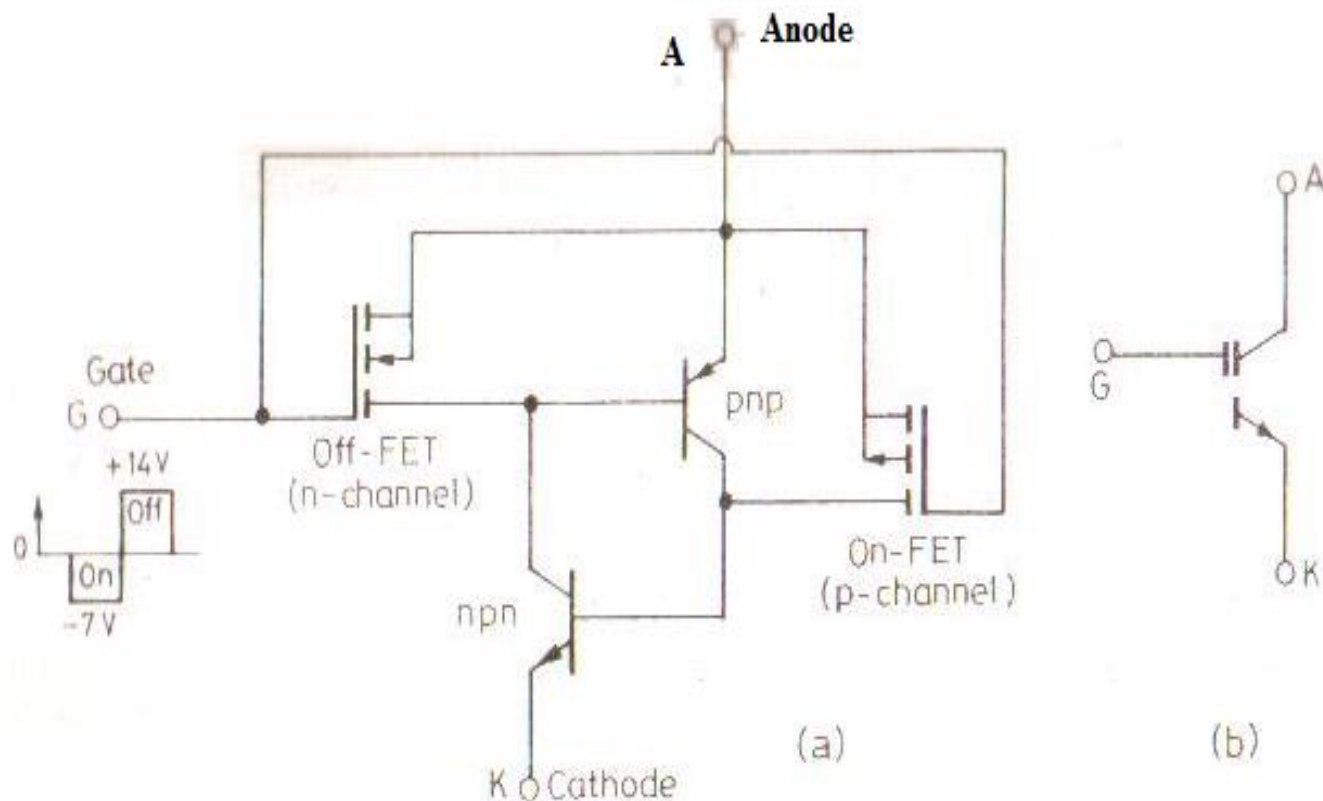 A Anode
Gate
G
+14V
Off
0
On
-7V
Off-FET
(n-channel)
pnp
On-FET
(p-channel)
npn
K Cathode
(a)
A
G
K
(b)